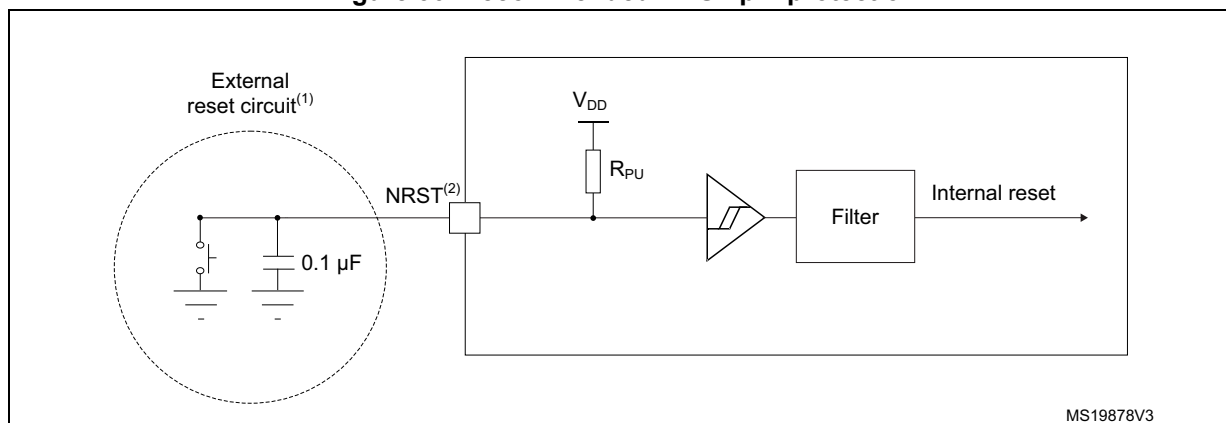 External
reset circuit(1)
VDD
RPU
NRST(2)
Internal reset
Filter
0.1 µF
MS19878V3